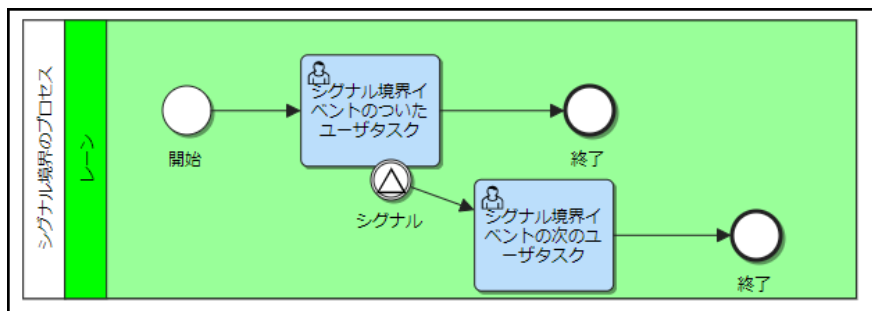 シグナル境界のプロセス
レーン
開始
シグナル境界イ
ベントのついた
ユーザタスク
終了
シグナル
シグナル境界イ
ベントの次のユ
ーザタスク
終了